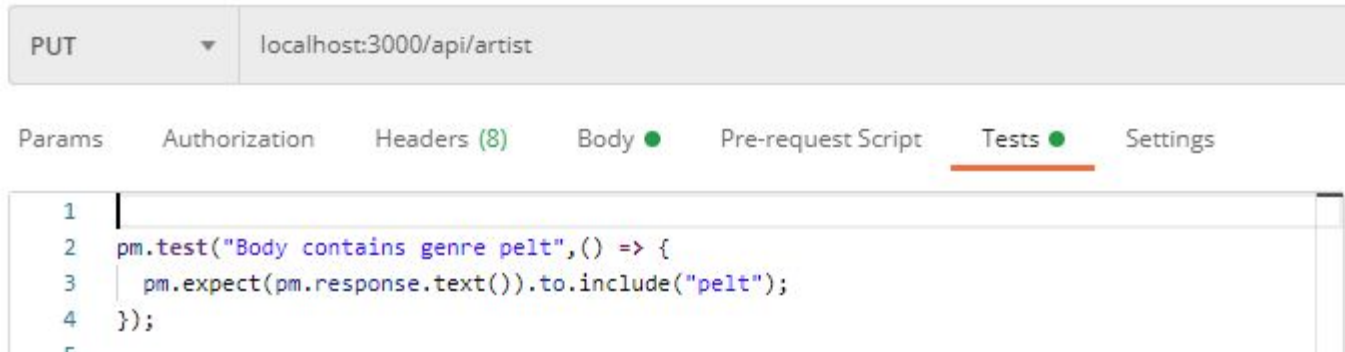 PUT localhost:3000/api/artist
Params Authorization Headers (8) Body Pre-request Script Tests Settings
1
2 pm.test("Body contains genre pelt",() => {
3 pm.expect(pm.response.text()).to.include("pelt");
4 });